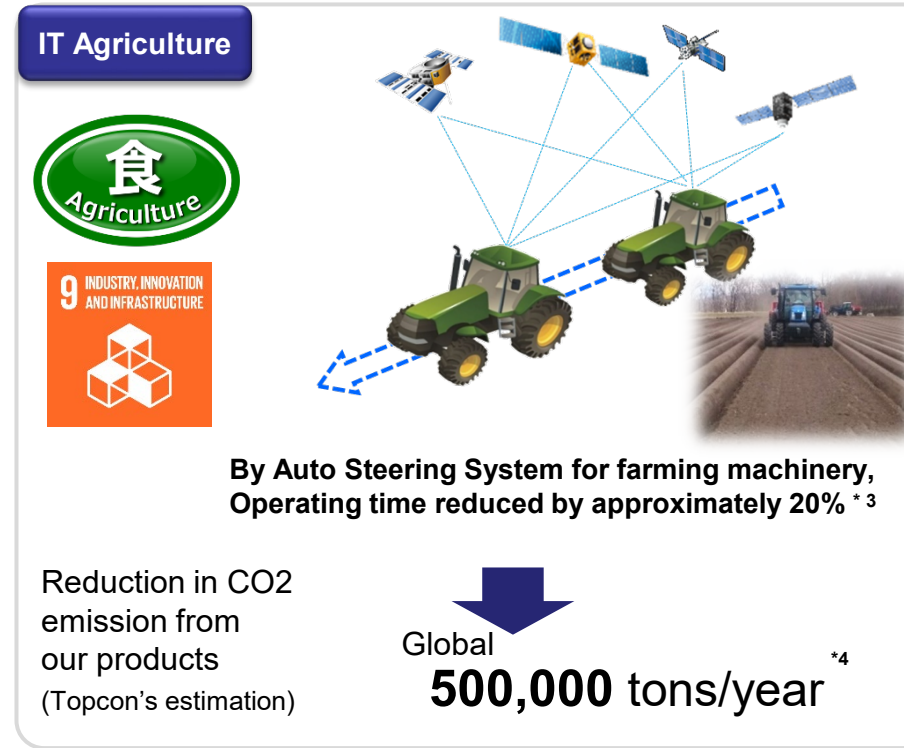 IT Agriculture
食
Agriculture
9 INDUSTRY, INNOVATION
AND INFRASTRUCTURE
By Auto Steering System for farming machinery,
Operating time reduced by approximately 20% * 3
Reduction in CO2
emission from
our products
(Topcon's estimation)
Global
500,000 tons/year *4